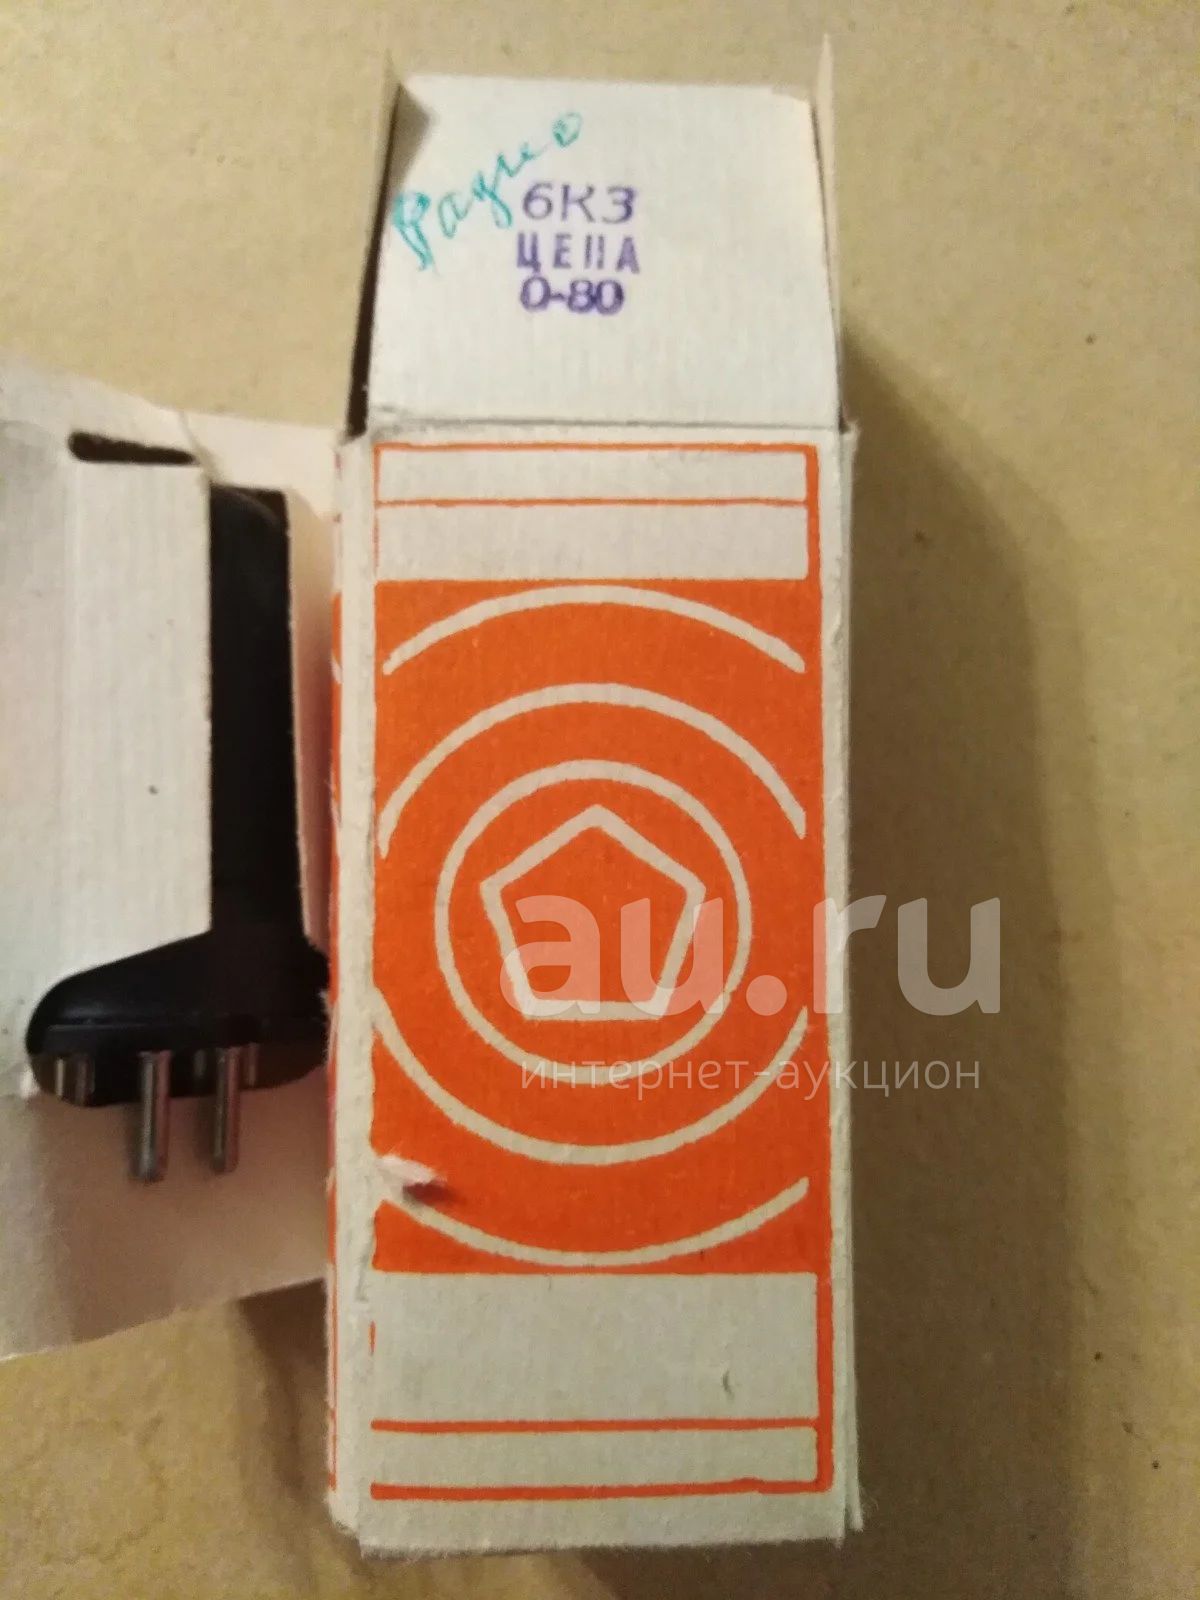 Радио
6К3
ЦЕНА
0-80
au.ru
интернет-аукцион